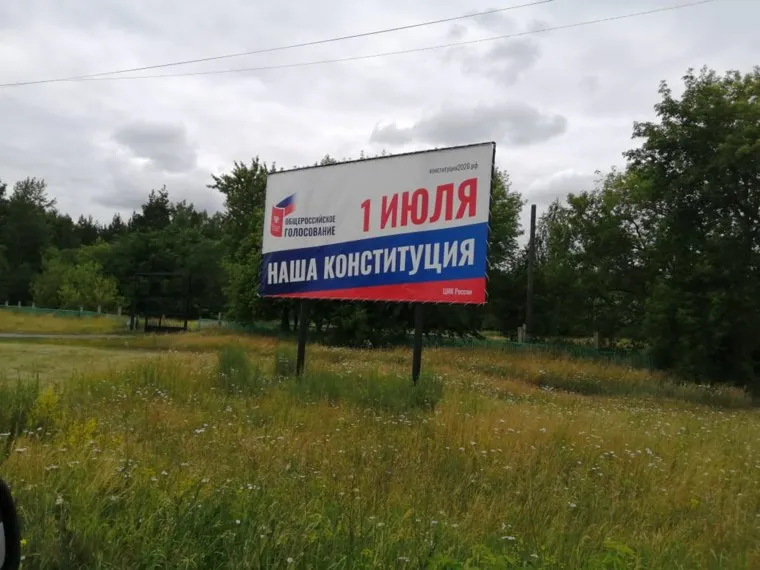 конституция2020.рф
ОБЩЕРОССИЙСКОЕ
ГОЛОСОВАНИЕ
1 ИЮЛЯ
НАША КОНСТИТУЦИЯ
ЦИК России